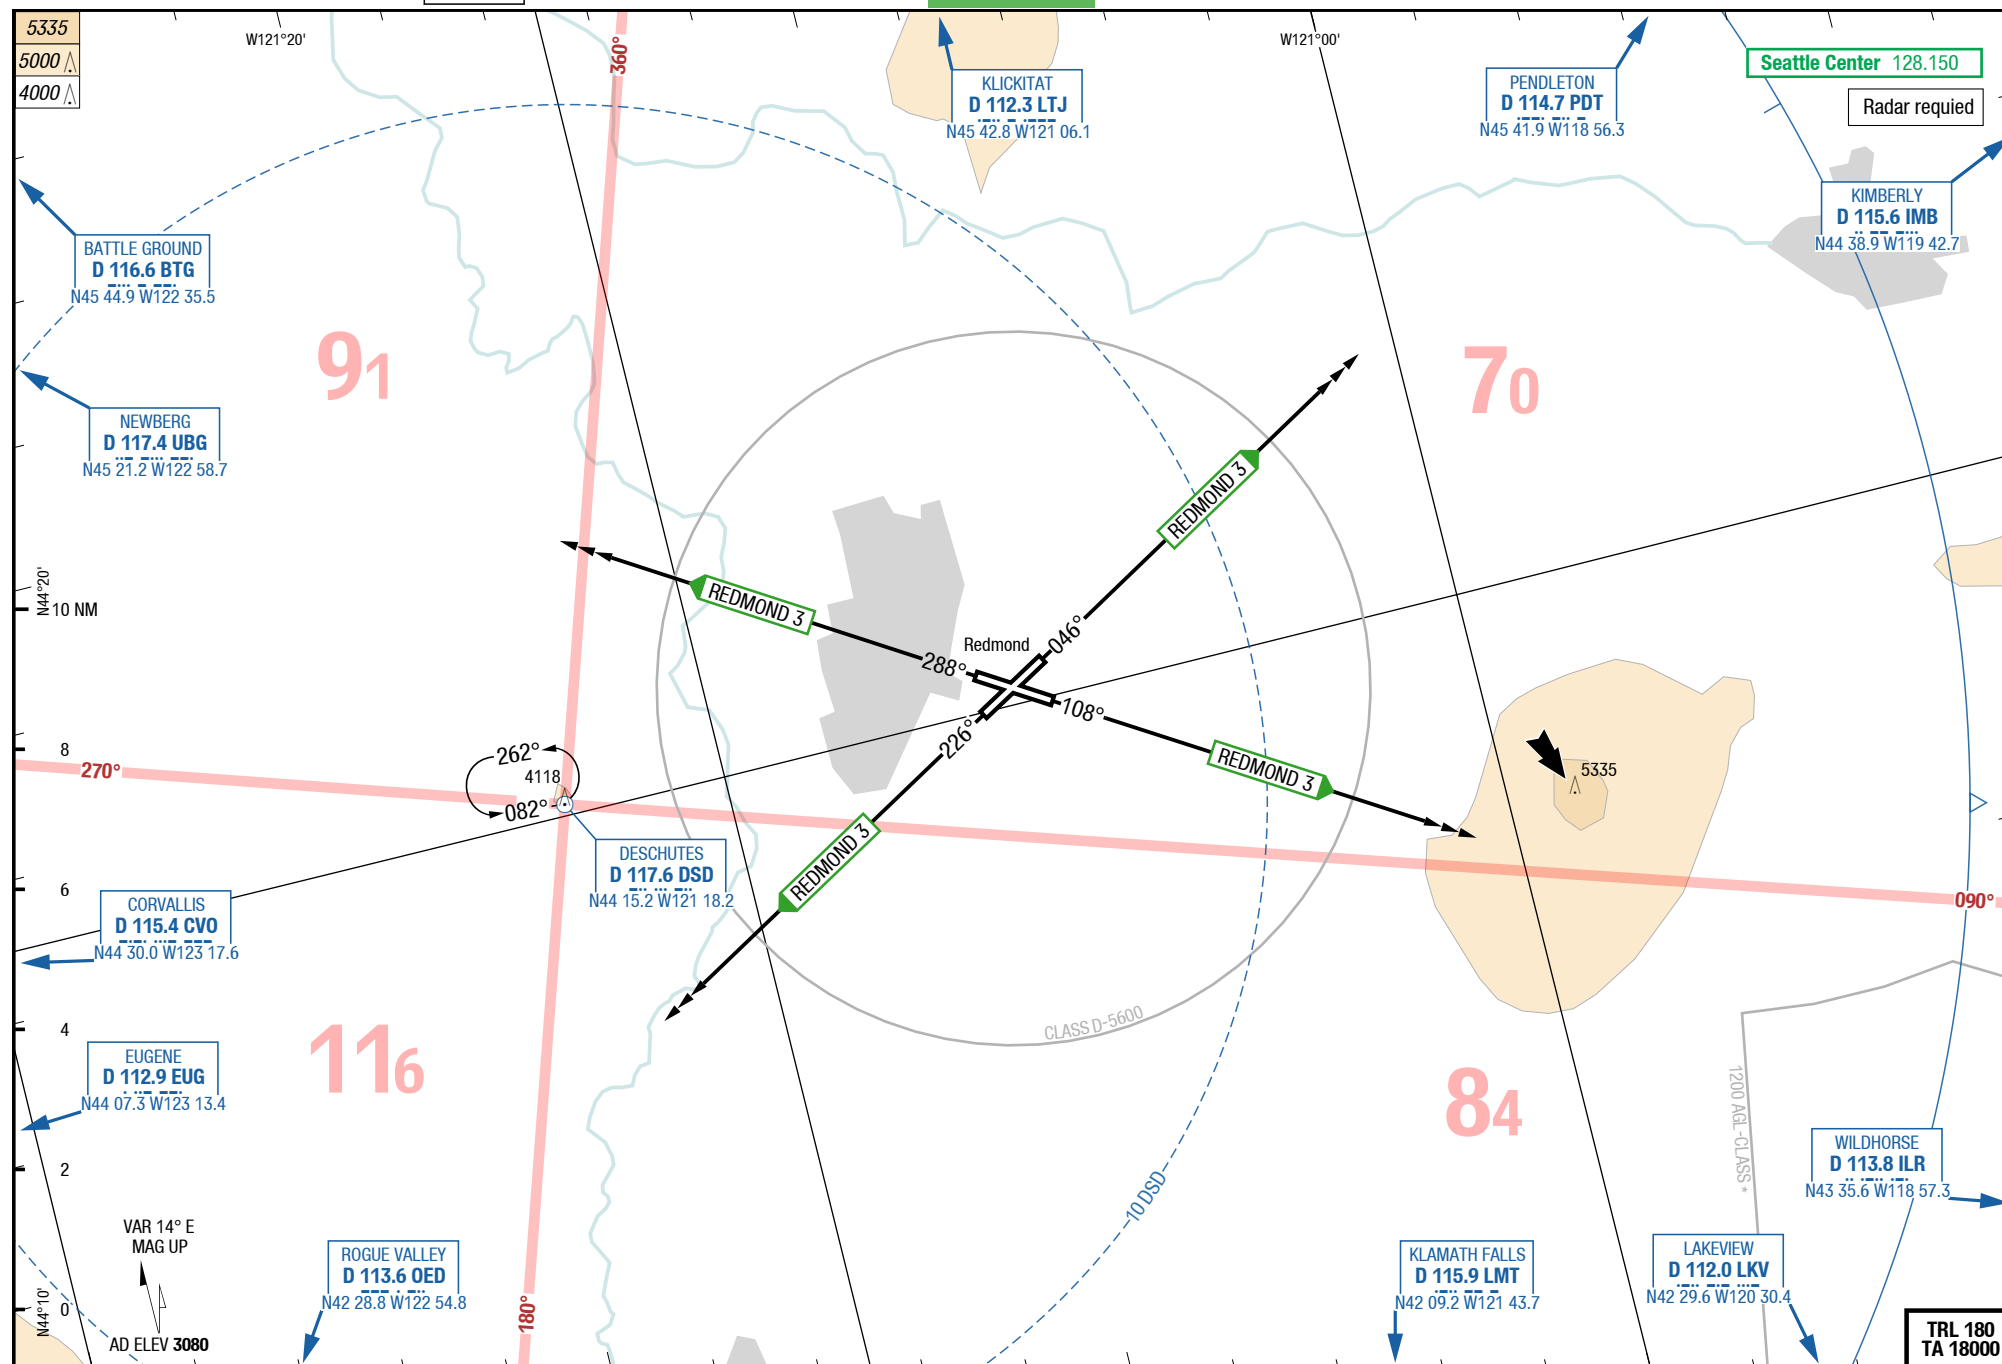 5335
5000
4000
W121°20'
360°
KLICKITAT
D 112.3 LTJ
N45 42.8 W121 06.1
W121°00'
PENDLETON
D 114.7 PDT
N45 41.9 W118 56.3
Seattle Center 128.150
Radar requied
KIMBERLY
D 115.6 IMB
N44 38.9 W119 42.7
BATTLE GROUND
D 116.6 BTG
N45 44.9 W122 35.5
91
70
NEWBERG
D 117.4 UBG
N45 21.2 W122 58.7
REDMOND 3
N44°20'
10 NM
REDMOND 3
Redmond
046°
288°
108°
226°
8
270°
262°
4118
082°
REDMOND 3
5335
REDMOND 3
DESCHUTES
D 117.6 DSD
N44 15.2 W121 18.2
6
090°
CORVALLIS
D 115.4 CVO
N44 30.0 W123 17.6
4
CLASS D-5600
116
84
EUGENE
D 112.9 EUG
N44 07.3 W123 13.4
1200 AGL-CLASS *
2
10 DSD
WILDHORSE
D 113.8 ILR
N43 35.6 W118 57.3
VAR 14° E
MAG UP
ROGUE VALLEY
D 113.6 OED
N42 28.8 W122 54.8
180°
KLAMATH FALLS
D 115.9 LMT
N42 09.2 W121 43.7
LAKEVIEW
D 112.0 LKV
N42 29.6 W120 30.4
N44°10'
0
AD ELEV 3080
TRL 180
TA 18000